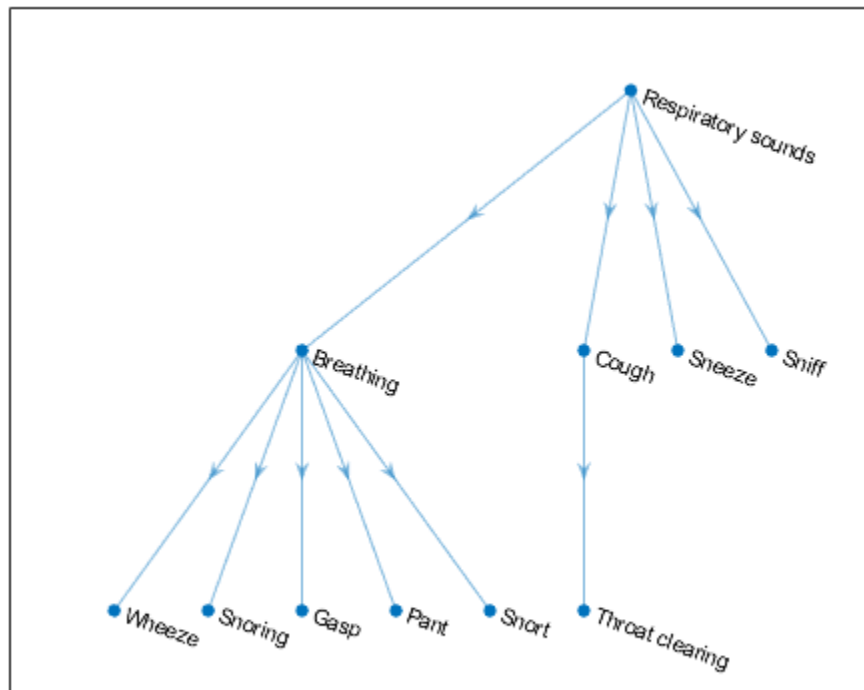 Respiratory sounds
Breathing
Cough
Sneeze
Sniff
Wheeze
Snoring
Gasp
Pant
Snort
Throat clearing